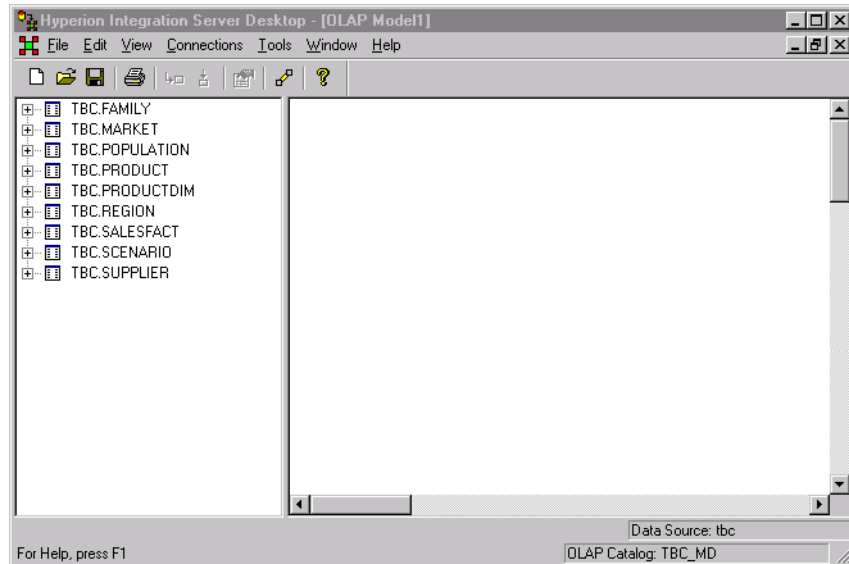 Hyperion Integration Server Desktop - [OLAP Model1]
File Edit View Connections Tools Window Help
TBC.FAMILY
TBC.MARKET
TBC.POPULATION
TBC.PRODUCT
TBC.PRODUCTDIM
TBC.REGION
TBC.SALESFACT
TBC.SCENARIO
TBC.SUPPLIER
Data Source: tbc
For Help, press F1
OLAP Catalog: TBC_MD